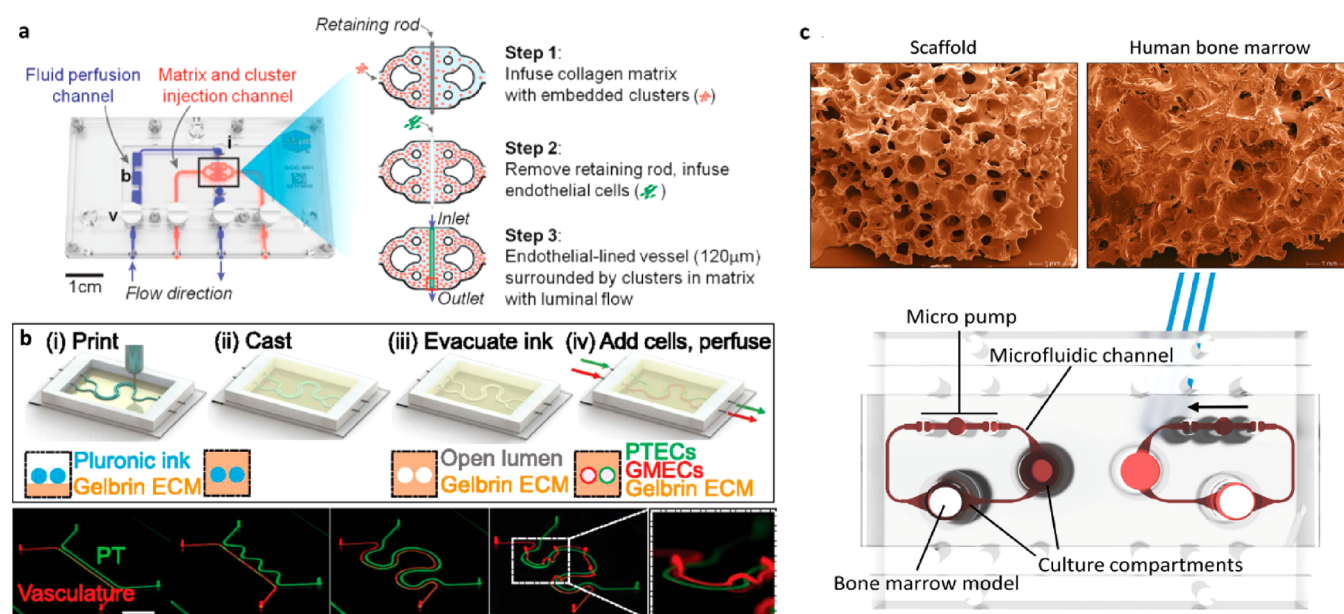 a
Retaining rod
Fluid perfusion
channel
Matrix and cluster
injection channel
i
b
v
1cm
Flow direction
Step 1:
Infuse collagen matrix
with embedded clusters ( )
Step 2:
Remove retaining rod, infuse
endothelial cells ( )
Inlet
Step 3:
Endothelial-lined vessel (120μm)
surrounded by clusters in matrix
with luminal flow
Outlet
b
(i) Print
(ii) Cast
(iii) Evacuate ink
(iv) Add cells, perfuse
Pluronic ink
Gelbrin ECM
Open lumen
Gelbrin ECM
PTECs
GMECs
Gelbrin ECM
PT
Vasculature
c
Scaffold
Human bone marrow
1 mm
Micro pump
Microfluidic channel
Bone marrow model
Culture compartments